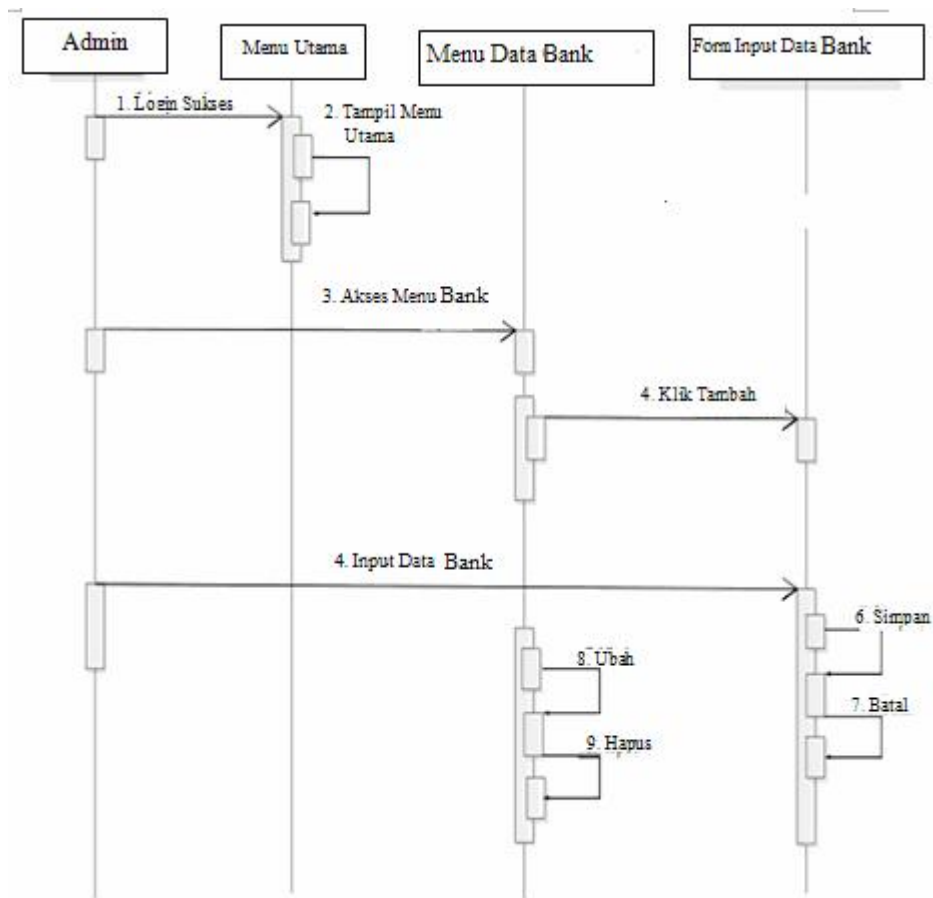 Admin
Menu Utama
Menu Data Bank
Form Input Data Bank
1. Login Sukses
2. Tampil Menu
Utama
3. Akses Menu Bank
4. Klik Tambah
4. Input Data Bank
6. Simpan
8. Ubah
7. Batal
9. Hapus